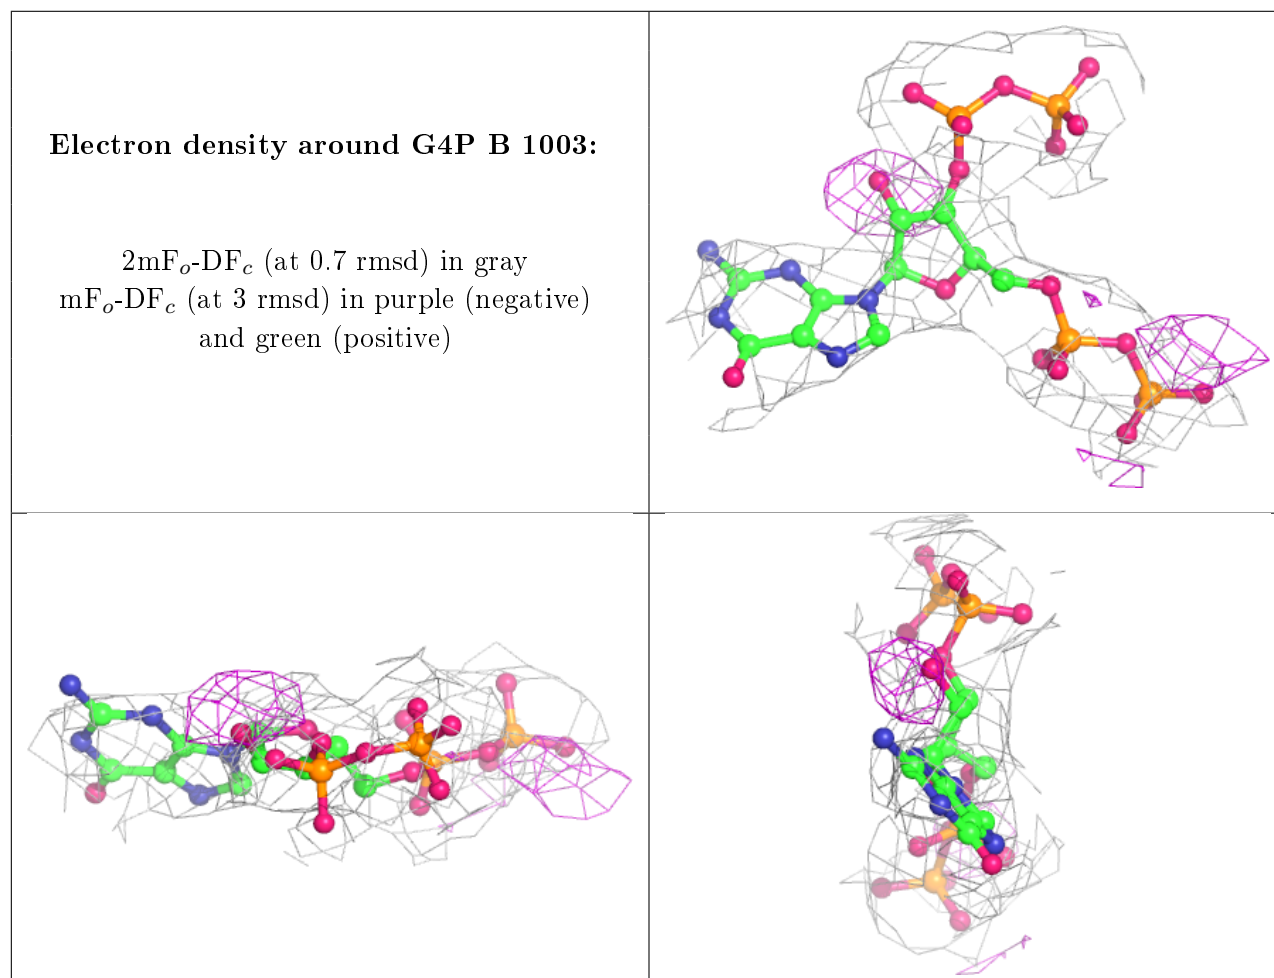 Electron density around G4P B 1003:
2mFo-DFc (at 0.7 rmsd) in gray
mFo-DFc (at 3 rmsd) in purple (negative)
and green (positive)